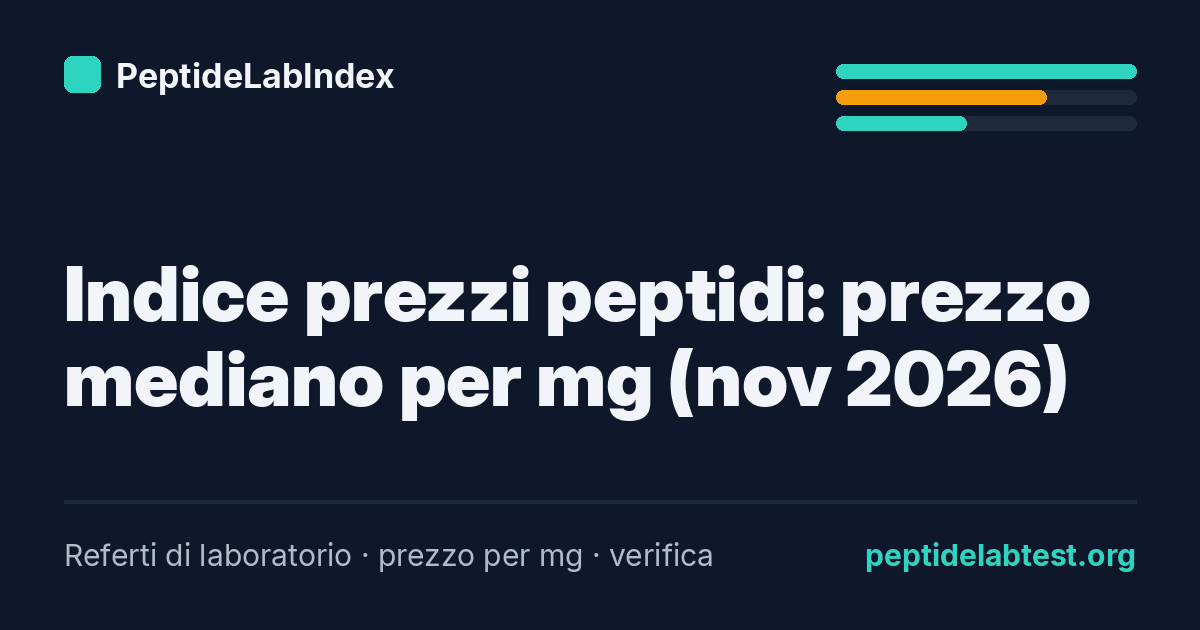 PeptideLabIndex
Indice prezzi peptidi: prezzo
mediano per mg (nov 2026)
Referti di laboratorio · prezzo per mg · verifica
peptidelabtest.org